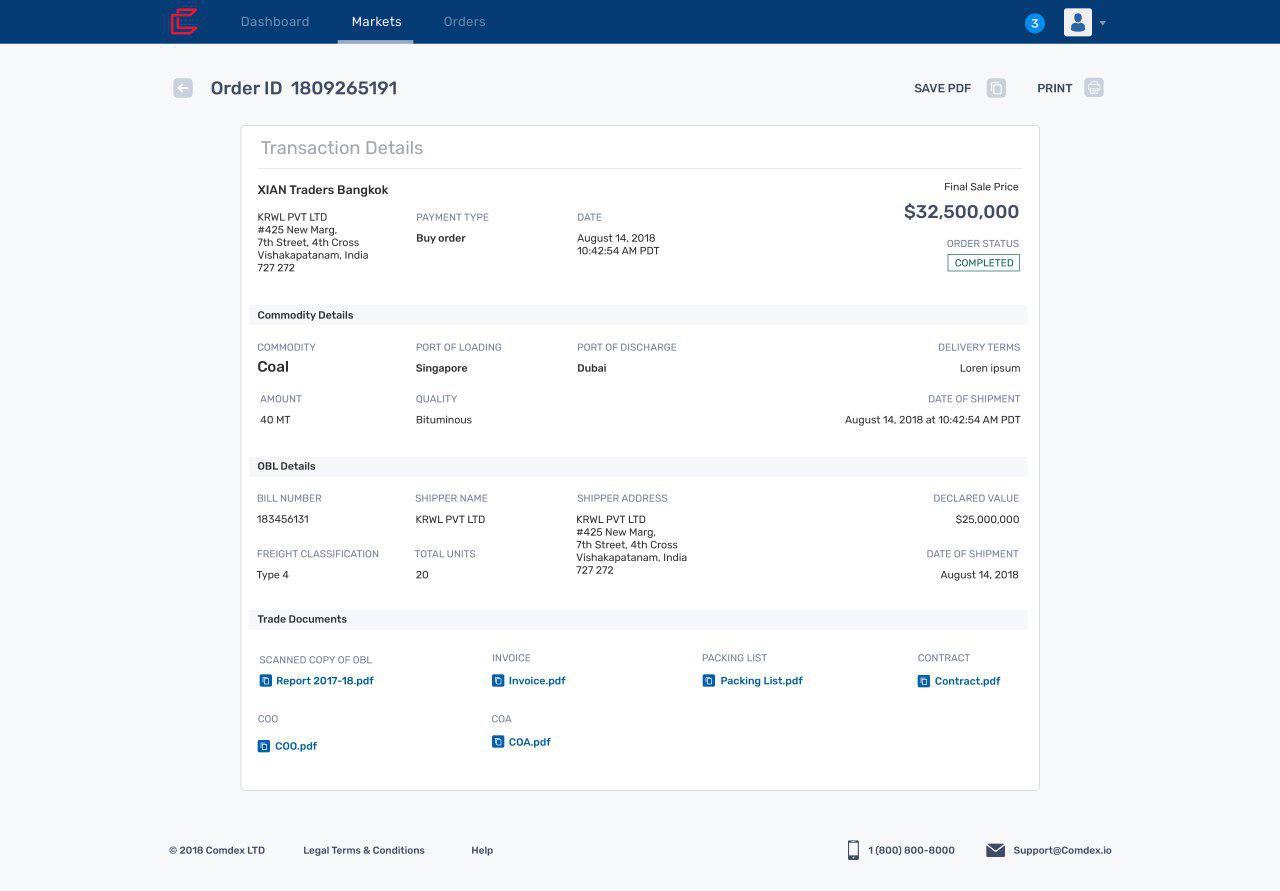 Dashboard
Markets
Orders
3
Order ID 1809265191
SAVE PDF
PRINT
Transaction Details
XIAN Traders Bangkok
Final Sale Price
$32,500,000
KRWL PVT LTD
#425 New Marg,
7th Street, 4th Cross
Vishakapatanam, India
727 272
PAYMENT TYPE
Buy order
DATE
August 14, 2018
10:42:54 AM PDT
ORDER STATUS
COMPLETED
Commodity Details
COMMODITY
Coal
PORT OF LOADING
Singapore
PORT OF DISCHARGE
Dubai
DELIVERY TERMS
Loren ipsum
AMOUNT
40 MT
QUALITY
Bituminous
DATE OF SHIPMENT
August 14, 2018 at 10:42:54 AM PDT
OBL Details
BILL NUMBER
183456131
SHIPPER NAME
KRWL PVT LTD
SHIPPER ADDRESS
KRWL PVT LTD
#425 New Marg,
7th Street, 4th Cross
Vishakapatanam, India
727 272
DECLARED VALUE
$25,000,000
FREIGHT CLASSIFICATION
Type 4
TOTAL UNITS
20
DATE OF SHIPMENT
August 14, 2018
Trade Documents
SCANNED COPY OF OBL
Report 2017-18.pdf
INVOICE
Invoice.pdf
PACKING LIST
Packing List.pdf
CONTRACT
Contract.pdf
COO
COO.pdf
COA
COA.pdf
© 2018 Comdex LTD
Legal Terms & Conditions
Help
1 (800) 800-8000
Support@Comdex.io